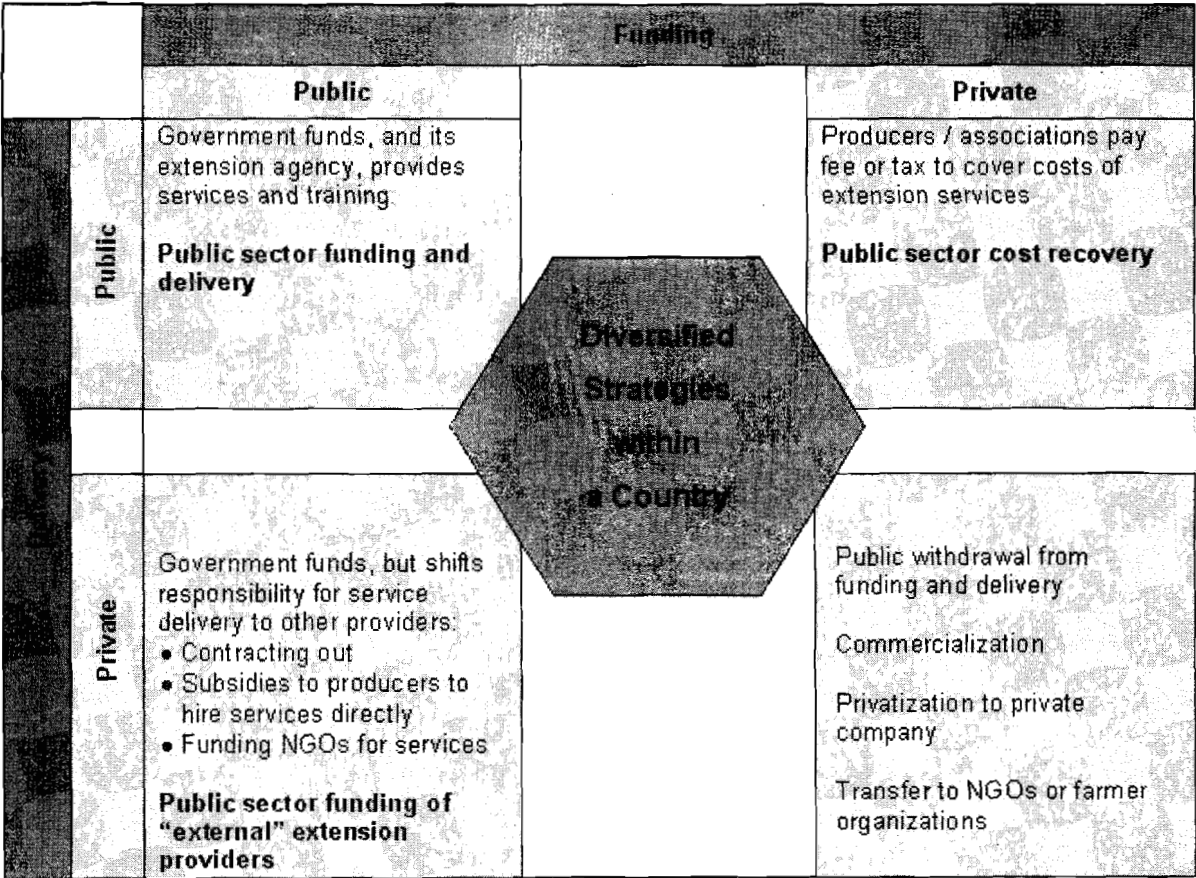 Funding
Public
Private
Delivery
Public
Government funds, and its
extension agency, provides
services and training:
Public sector funding and
delivery
Producers / associations pay
fee or tax to cover costs of
extension services
Public sector cost recovery
Diversified
Strategies
within
a Country
Private
Government funds, but shifts
responsibility for service
delivery to other providers:
• Contracting out
• Subsidies to producers to
hire services directly
• Funding NGOs for services
Public sector funding of
“external” extension
providers
Public withdrawal from
funding and delivery
Commercialization
Privatization to private
company
Transfer to NGOs or farmer
organizations